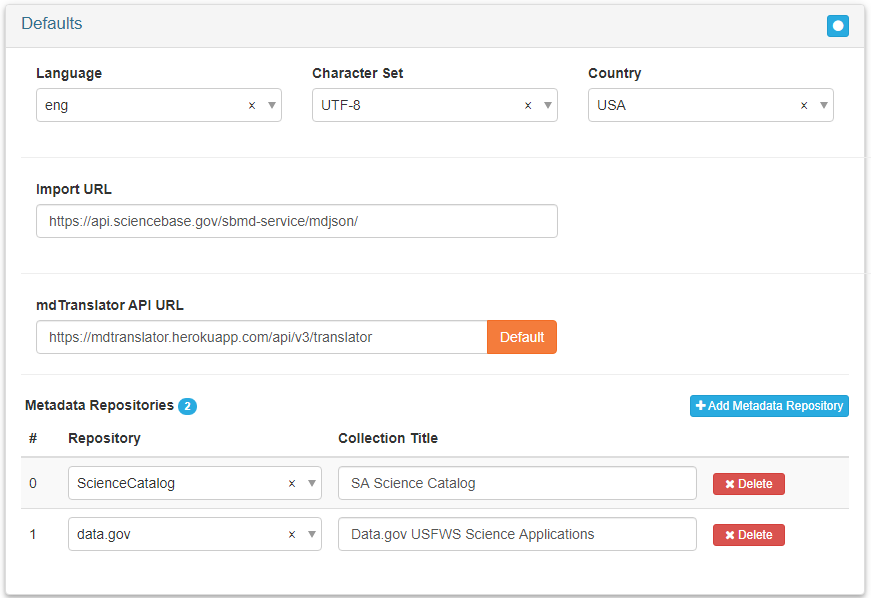 Defaults
Language Character Set Country
eng × UTF-8 × USA ×
Import URL
https://api.sciencebase.gov/sbmd-service/mdjson/
mdTranslator API URL
https://mdtranslator.herokuapp.com/api/v3/translator Default
Metadata Repositories 2 Add Metadata Repository
# Repository Collection Title
0 ScienceCatalog × SA Science Catalog Delete
1 data.gov × Data.gov USFWS Science Applications Delete